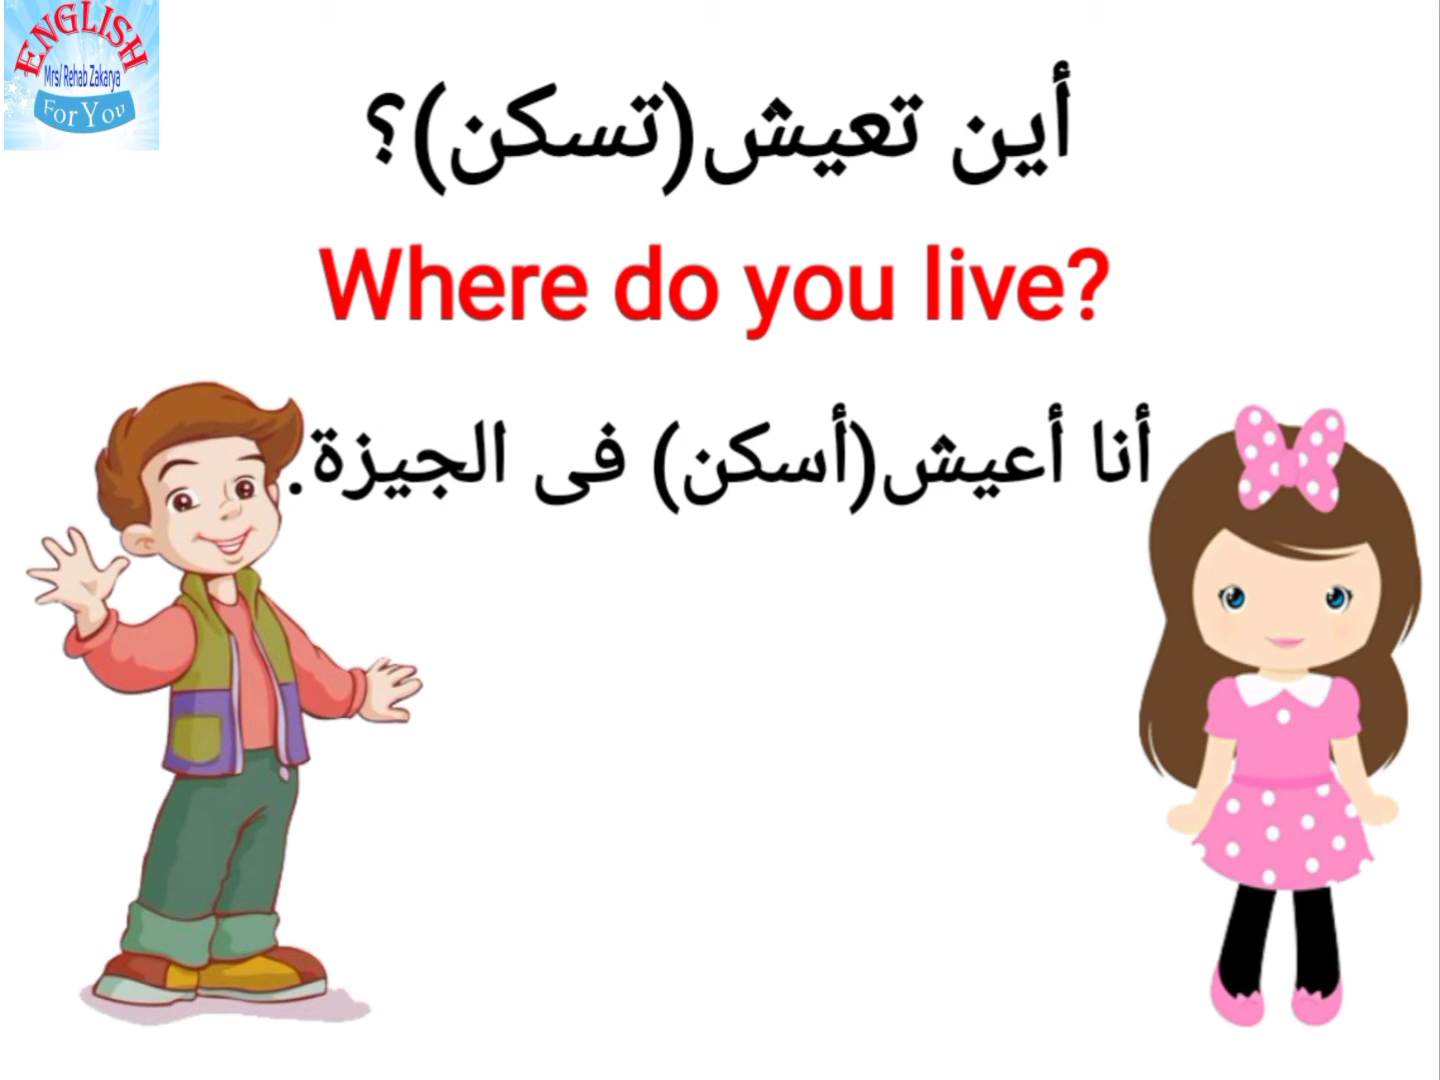 ENGLISH
Mrs/ Rehab Zakarya
For You
أين تعيش(تسكن)؟
Where do you live?
أنا أعيش(أسكن) فى الجيزة.